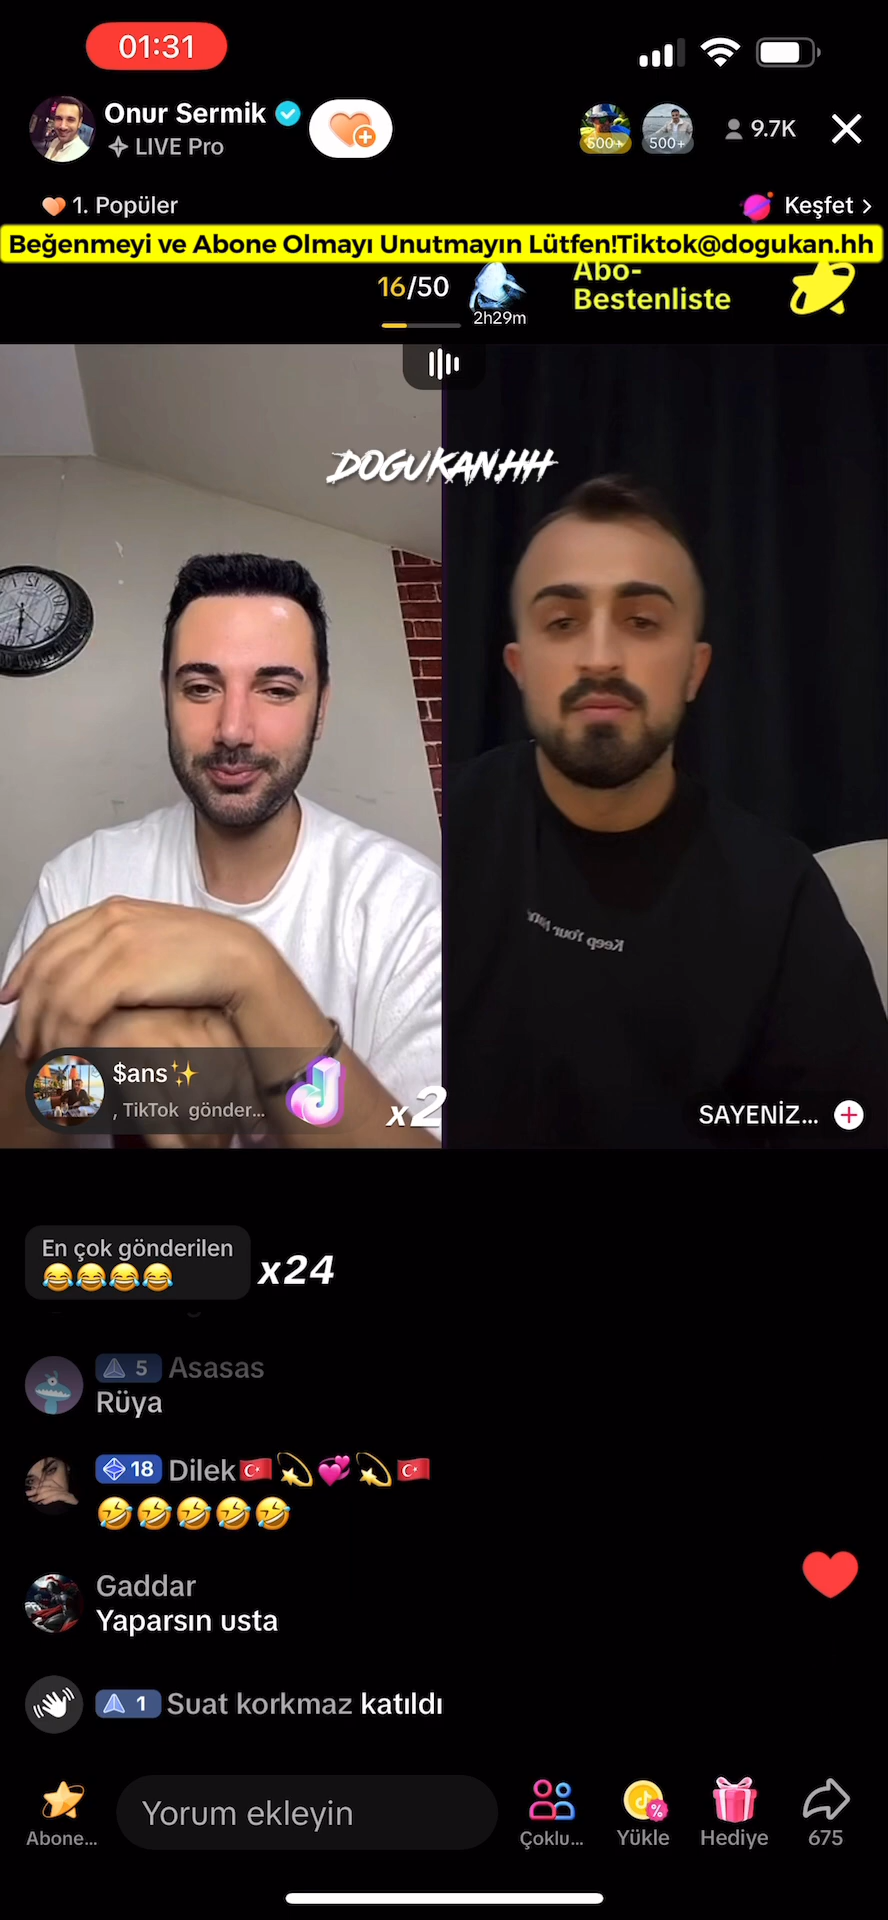 01:31
Onur Sermik
LIVE Pro
500+
500+
9.7K
1. Popüler
Keşfet >
Beğenmeyi ve Abone Olmayı Unutmayın Lütfen!Tiktok@dogukan.hh
16/50
2h29m
Abo-
Bestenliste
DOGUKAN.HH
Keep Your
$ans✨
, TikTok gönder...
x2
SAYENİZ...
En çok gönderilen
😂😂😂😂
x24
5 Asasas
Rüya
18 Dilek🇹🇷💫💞💫🇹🇷
🤣🤣🤣🤣🤣
Gaddar
Yaparsın usta
1 Suat korkmaz katıldı
Abone...
Yorum ekleyin
Çoklu...
Yükle
Hediye
675